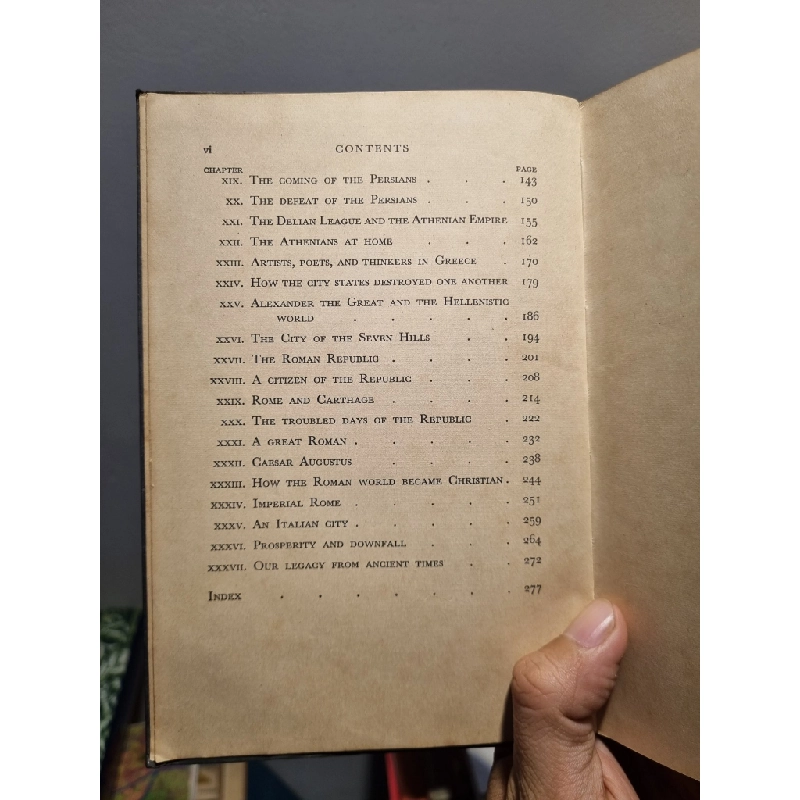 vi CONTENTS
CHAPTER PAGE
XIX. THE COMING OF THE PERSIANS . . . 143
XX. THE DEFEAT OF THE PERSIANS . . . 150
XXI. THE DELIAN LEAGUE AND THE ATHENIAN EMPIRE 155
XXII. THE ATHENIANS AT HOME . . . 162
XXIII. ARTISTS, POETS, AND THINKERS IN GREECE . 170
XXIV. HOW THE CITY STATES DESTROYED ONE ANOTHER 179
XXV. ALEXANDER THE GREAT AND THE HELLENISTIC
WORLD . . . . . 186
XXVI. THE CITY OF THE SEVEN HILLS . . 194
XXVII. THE ROMAN REPUBLIC . . . . 201
XXVIII. A CITIZEN OF THE REPUBLIC . . . 208
XXIX. ROME AND CARTHAGE . . . . 214
XXX. THE TROUBLED DAYS OF THE REPUBLIC . 222
XXXI. A GREAT ROMAN . . . . . 232
XXXII. CAESAR AUGUSTUS . . . . 238
XXXIII. HOW THE ROMAN WORLD BECAME CHRISTIAN . 244
XXXIV. IMPERIAL ROME . . . . . 251
XXXV. AN ITALIAN CITY . . . . . 259
XXXVI. PROSPERITY AND DOWNFALL . . . 264
XXXVII. OUR LEGACY FROM ANCIENT TIMES . . 272
INDEX . . . . . . . 277